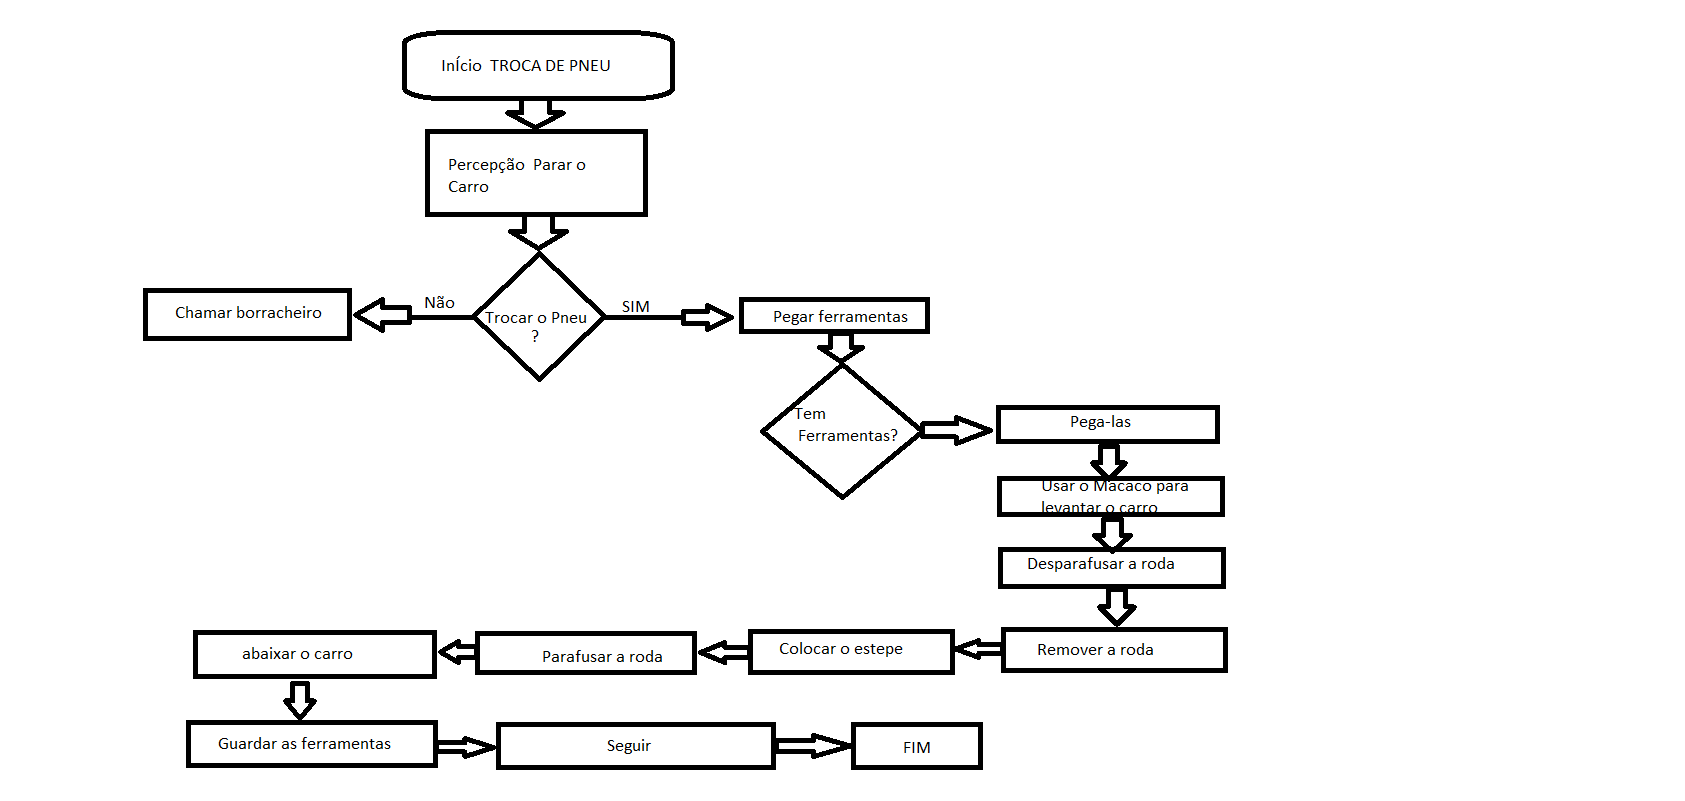 InÍcio  TROCA DE PNEU
Percepção  Parar o
Carro
Não
SIM
Chamar borracheiro
Trocar o Pneu
?
Pegar ferramentas
Tem
Ferramentas?
Pega-las
Usar o Macaco para
levantar o carro
Desparafusar a roda
Remover a roda
Colocar o estepe
Parafusar a roda
abaixar o carro
Guardar as ferramentas
Seguir
FIM